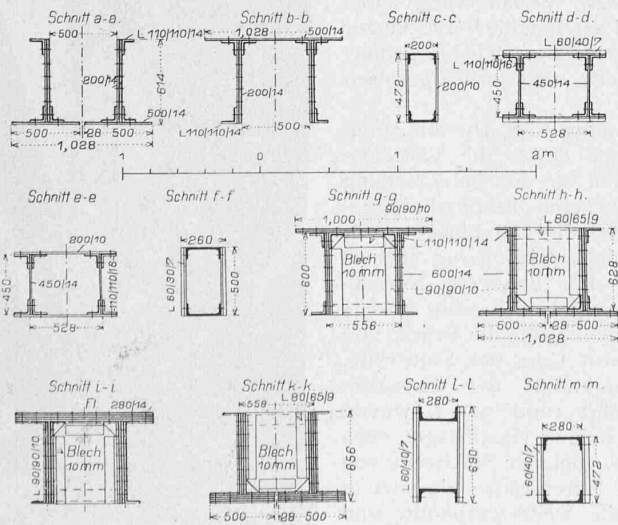 Schnitt a-a.
500
L 110/110/14
200/14
614
500/14
500 28 500
1,028
Schnitt b-b.
1,028
500/14
200/14
L 110/110/14
500
Schnitt c-c.
200
472
200/10
Schnitt d-d.
L 60/40/7
L 110/110/16
450
450/14
528
1 0 1 2 m
Schnitt e-e
200/10
450
450/14
110/110/16
528
Schnitt f-f
260
L 60/30/7
500
Schnitt g-g
90/90/10
1,000
L 110/110/14
600
Blech
10 mm
600/14
L 90/90/10
556
Schnitt h-h.
L 80/65/9
Blech
10 mm
628
500 28 500
1,028
Schnitt i-i.
Fl. 280/14
L 90/90/10
Blech
10 mm
Schnitt k-k.
558
L 80/65/9
Blech
10 mm
656
500 28 500
Schnitt l-l.
280
60/40/7
690
Schnitt m-m.
280
60/40/7
472